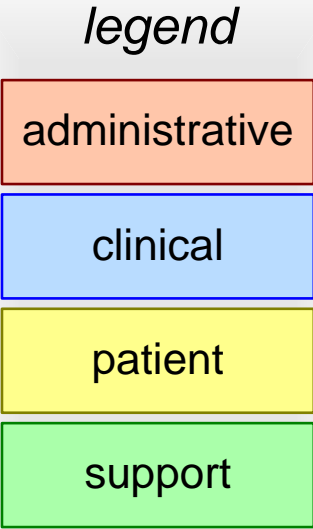 legend
administrative
clinical
patient
support